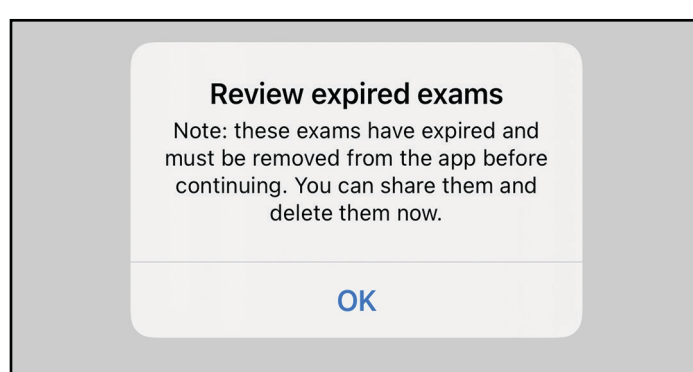 Review expired exams
Note: these exams have expired and
must be removed from the app before
continuing. You can share them and
delete them now.
OK